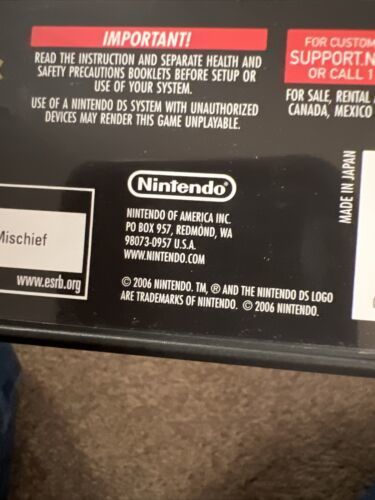 IMPORTANT!
READ THE INSTRUCTION AND SEPARATE HEALTH AND
SAFETY PRECAUTIONS BOOKLETS BEFORE SETUP OR
USE OF YOUR SYSTEM.
USE OF A NINTENDO DS SYSTEM WITH UNAUTHORIZED
DEVICES MAY RENDER THIS GAME UNPLAYABLE.
FOR CUSTOM
SUPPORT.N
OR CALL 1
FOR SALE, RENTAL
CANADA, MEXICO
Nintendo®
NINTENDO OF AMERICA INC.
PO BOX 957, REDMOND, WA
98073-0957 U.S.A.
WWW.NINTENDO.COM
MADE IN JAPAN
Mischief
www.esrb.org
© 2006 NINTENDO. TM, ® AND THE NINTENDO DS LOGO
ARE TRADEMARKS OF NINTENDO. © 2006 NINTENDO.